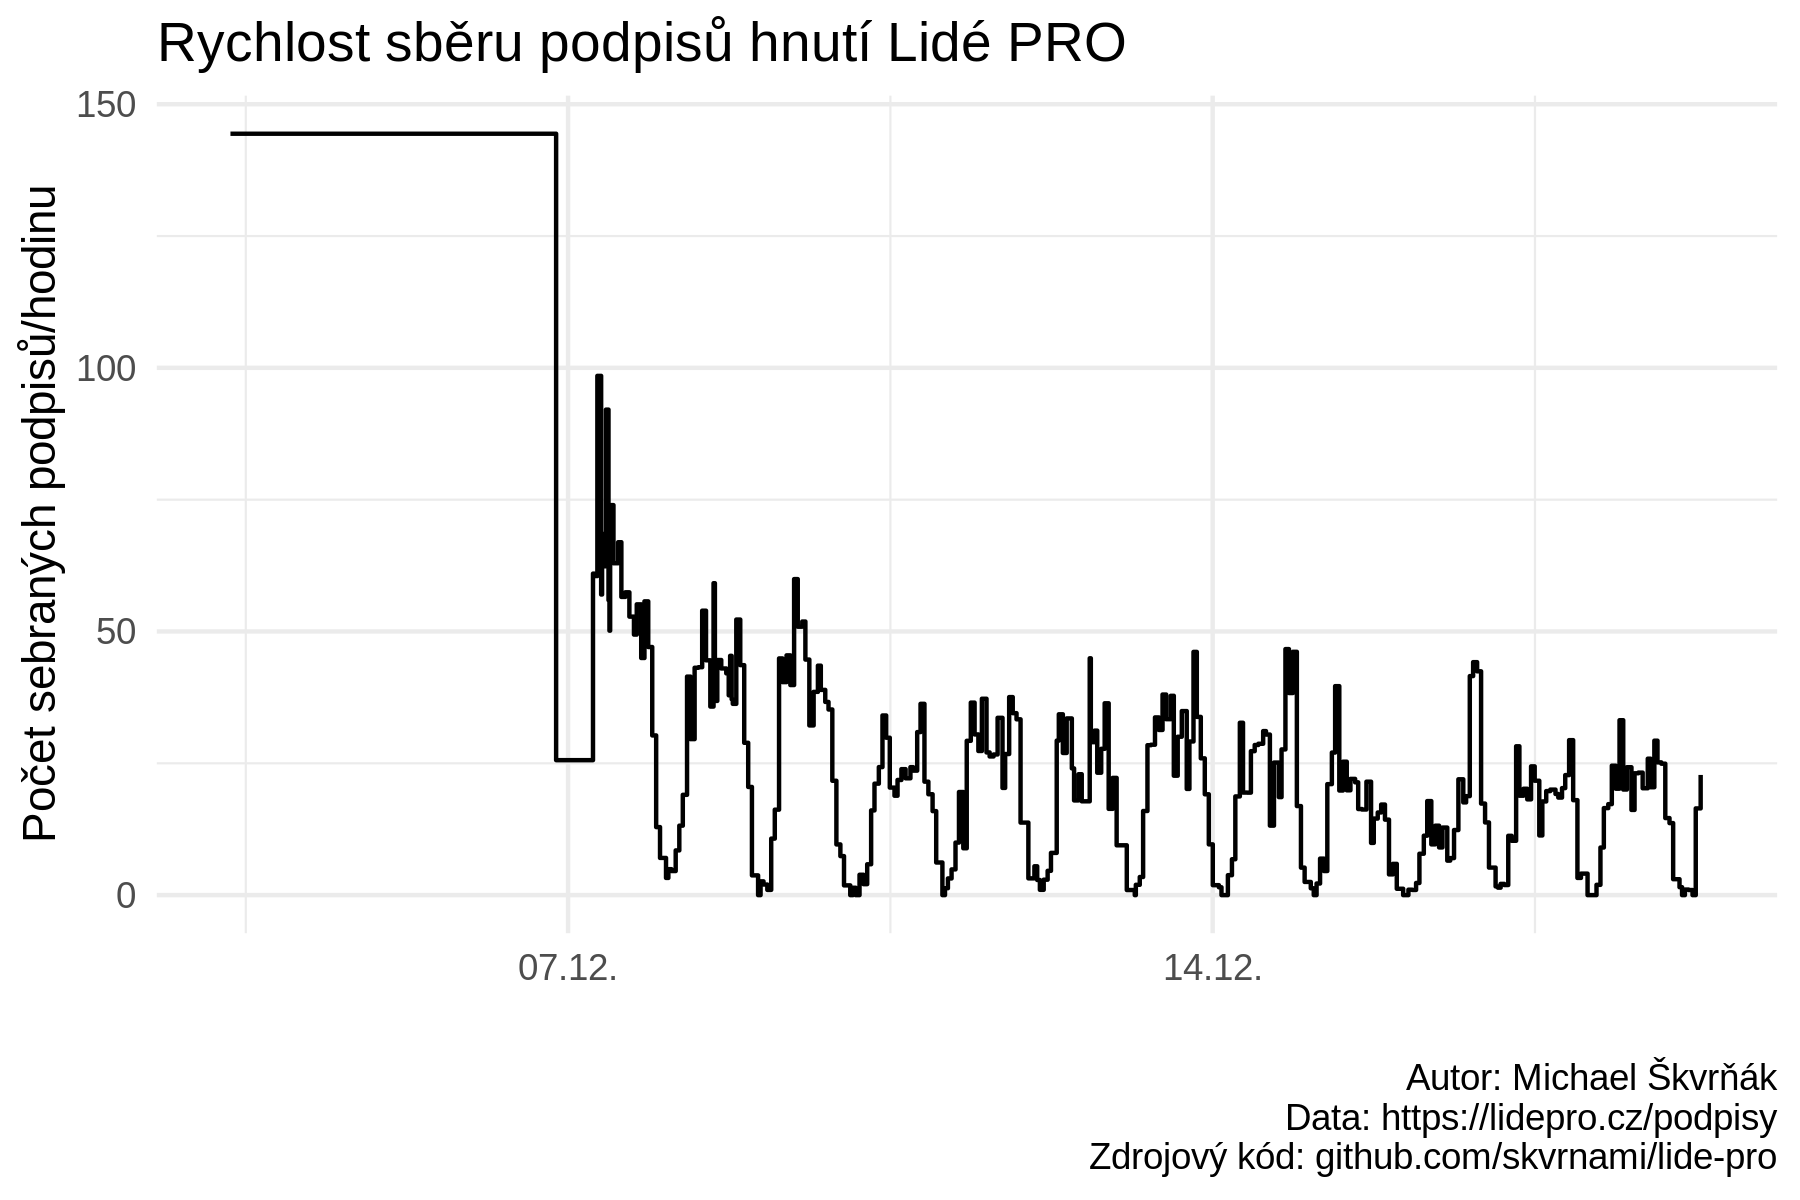 Rychlost sběru podpisů hnutí Lidé PRO
Počet sebraných podpisů/hodinu
150
100
50
0
07.12.
14.12.
Autor: Michael Škvrňák
Data: https://lidepro.cz/podpisy
Zdrojový kód: github.com/skvrnami/lide-pro